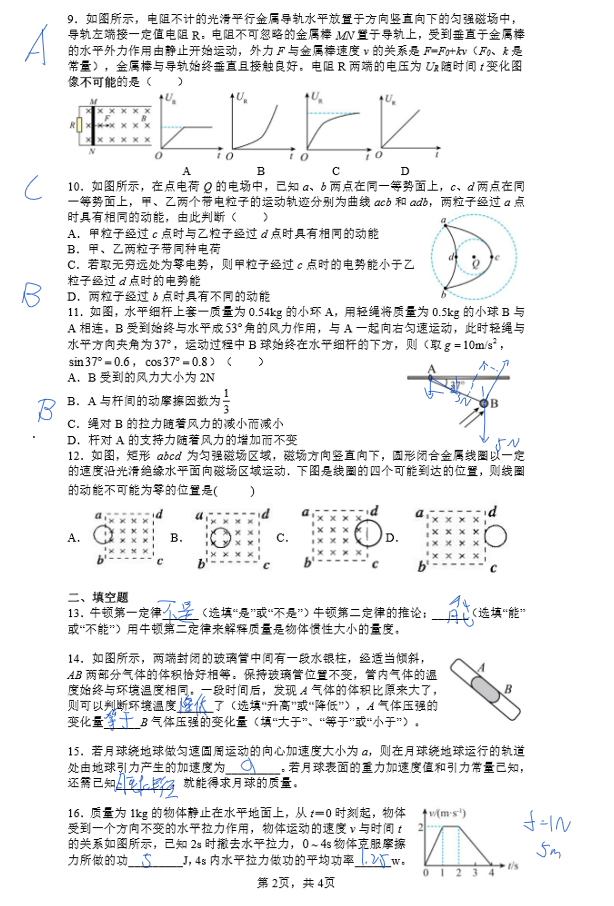 9．如图所示，电阻不计的光滑平行金属导轨水平放置于方向竖直向下的匀强磁场中，
导轨左端接一定值电阻 R。电阻不可忽略的金属棒 MN 置于导轨上，受到垂直于金属棒
的水平外力作用由静止开始运动，外力 F 与金属棒速度 v 的关系是 F=F₀+kv（F₀、k 是
常量），金属棒与导轨始终垂直且接触良好。电阻 R 两端的电压为 UR 随时间 t 变化图
像不可能的是（　　）
A
M
R
F
B
N
UR
O
t
UR
O
t
UR
O
t
UR
O
t
A
B
C
D
10．如图所示，在点电荷 Q 的电场中，已知 a、b 两点在同一等势面上，c、d 两点在同
一等势面上，甲、乙两个带电粒子的运动轨迹分别为曲线 acb 和 adb，两粒子经过 a 点
时具有相同的动能，由此判断（　　）
C
A．甲粒子经过 c 点时与乙粒子经过 d 点时具有相同的动能
B．甲、乙两粒子带同种电荷
C．若取无穷远处为零电势，则甲粒子经过 c 点时的电势能小于乙
粒子经过 d 点时的电势能
D．两粒子经过 b 点时具有不同的动能
a
d
Q
c
b
11．如图，水平细杆上套一质量为 0.54kg 的小环 A，用轻绳将质量为 0.5kg 的小球 B 与
A 相连。B 受到始终与水平成 53° 角的风力作用，与 A 一起向右匀速运动，此时轻绳与
水平方向夹角为 37°，运动过程中 B 球始终在水平细杆的下方，则（取 g＝10m/s²，
sin37°＝0.6，cos37°＝0.8）（　　）
B
A．B 受到的风力大小为 2N
B．A 与杆间的动摩擦因数为 1/3
C．绳对 B 的拉力随着风力的减小而减小
D．杆对 A 的支持力随着风力的增加而不变
A
37°
3N
B
5N
B
12．如图，矩形 abcd 为匀强磁场区域，磁场方向竖直向下，圆形闭合金属线圈以一定
的速度沿光滑绝缘水平面向磁场区域运动．下图是线圈的四个可能到达的位置，则线圈
的动能不可能为零的位置是(　　)
A．
a
d
b
c
B．
a
d
b
c
C．
a
d
b
c
D．
a
d
b
c
二、填空题
13．牛顿第一定律不是（选填“是”或“不是”）牛顿第二定律的推论；能（选填“能”
或“不能”）用牛顿第二定律来解释质量是物体惯性大小的量度。
14．如图所示，两端封闭的玻璃管中间有一段水银柱，经适当倾斜，
AB 两部分气体的体积恰好相等。保持玻璃管位置不变，管内气体的温
度始终与环境温度相同。一段时间后，发现 A 气体的体积比原来大了，
则可以判断环境温度降低了（选填“升高”或“降低”），A 气体压强的
变化量等于 B 气体压强的变化量（填“大于”、“等于”或“小于”）。
A
B
15．若月球绕地球做匀速圆周运动的向心加速度大小为 a，则在月球绕地球运行的轨道
处由地球引力产生的加速度为a。若月球表面的重力加速度值和引力常量已知，
还需已知月球半径 就能得求月球的质量。
16．质量为 1kg 的物体静止在水平地面上，从 t＝0 时刻起，物体
受到一个方向不变的水平拉力作用，物体运动的速度 v 与时间 t
的关系如图所示，已知 2s 时撤去水平拉力，0～4s 物体克服摩擦
力所做的功5J，4s 内水平拉力做功的平均功率1.25w。
v/(m·s⁻¹)
2
0 1 2 3 4 t/s
f=1N
5m
第 2页，共 4页